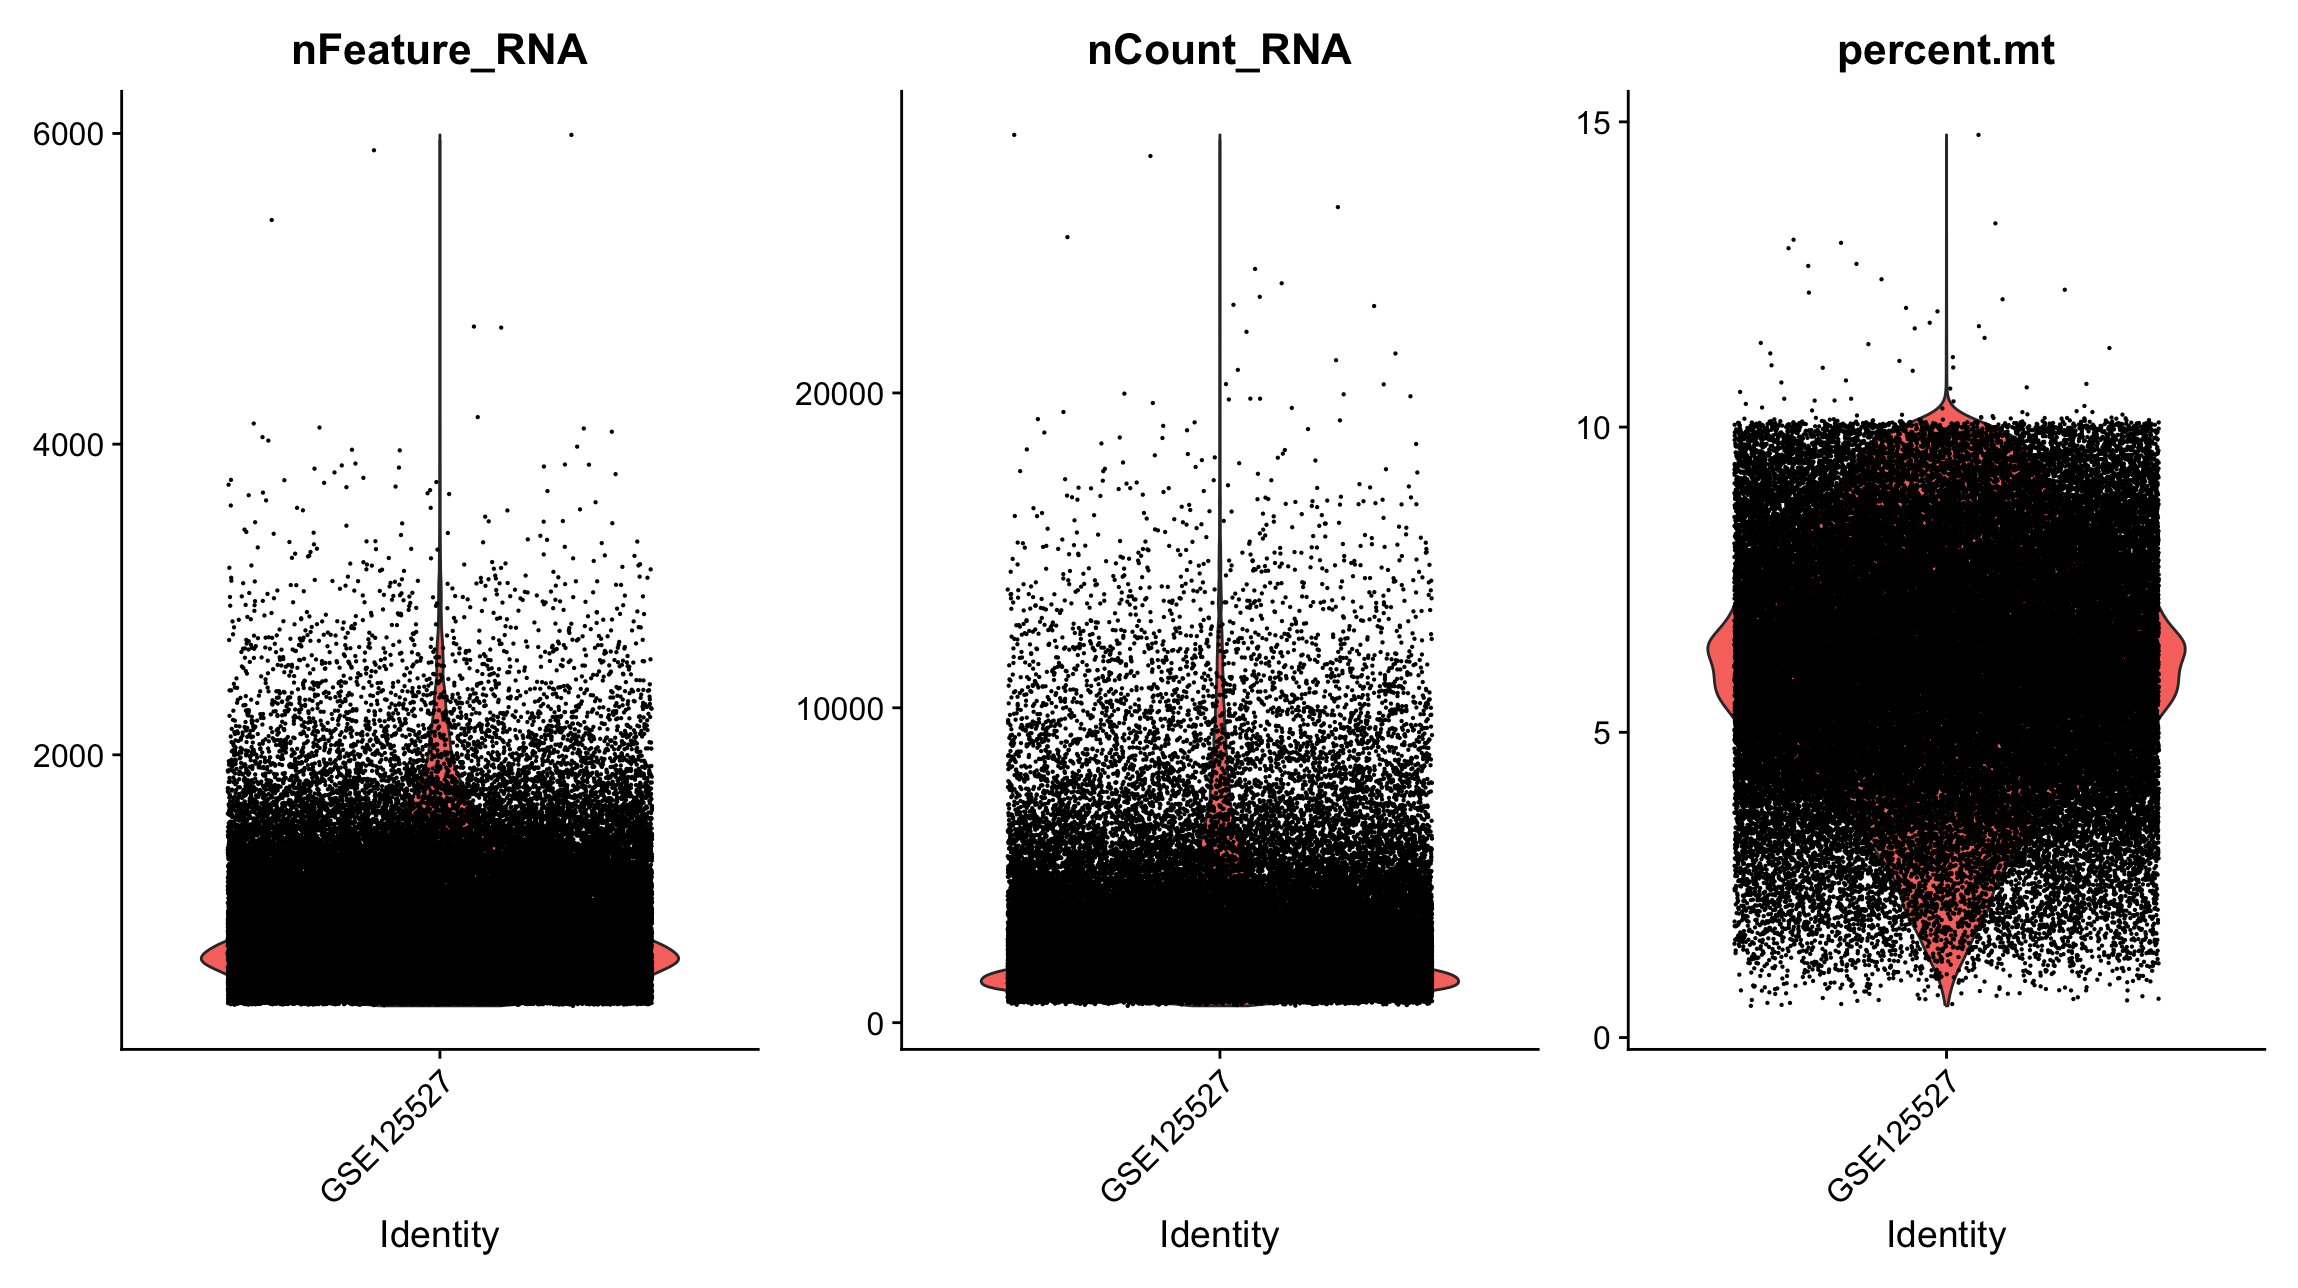 nFeature_RNA
6000
4000
2000
GSE125527
Identity
nCount_RNA
20000
10000
0
GSE125527
Identity
percent.mt
15
10
5
0
GSE125527
Identity